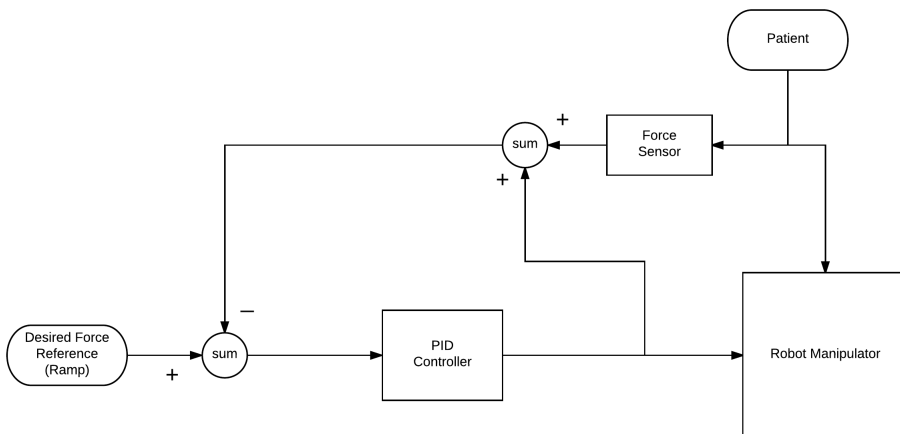 Patient
+
sum
Force
Sensor
+
−
Desired Force
Reference
(Ramp)
sum
+
PID
Controller
Robot Manipulator